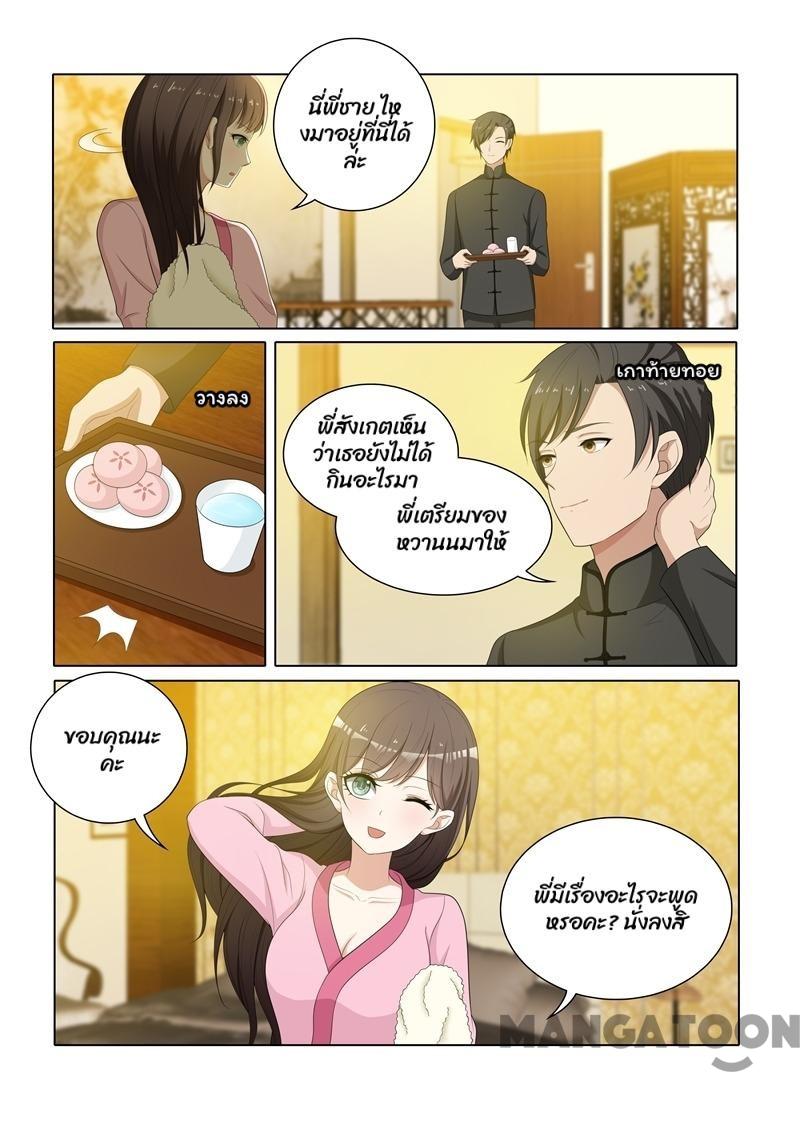 นี่พี่ชาย ไห
งมาอยู่ที่นี่ได้
ล่ะ
วางลง
เกาท้ายทอย
พี่สังเกตเห็น
ว่าเธอยังไม่ได้
กินอะไรมา
พี่เตรียมของ
หวานนมาให้
ขอบคุณนะ
คะ
พี่มีเรื่องอะไรจะพูด
หรอคะ? นั่งลงสิ
MANGATOON